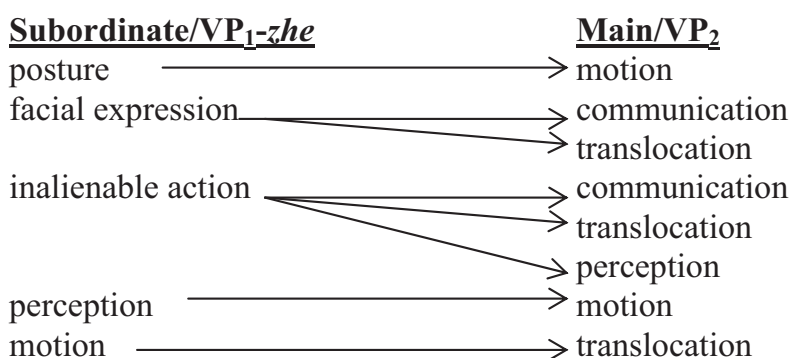 Subordinate/VP₁-zhe Main/VP₂
posture motion
facial expression communication
translocation
inalienable action communication
translocation
perception
perception motion
motion translocation